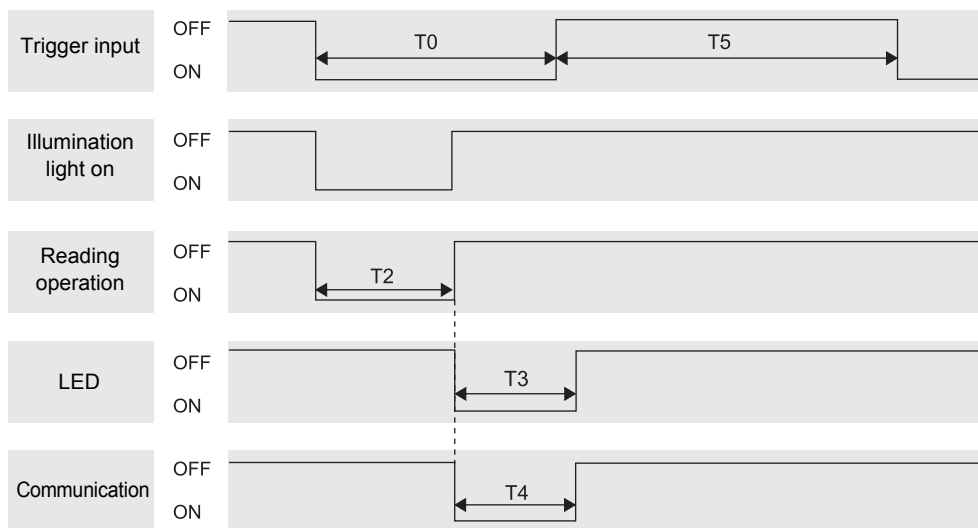 Trigger input
OFF
ON
T0
T5
Illumination
light on
OFF
ON
Reading
operation
OFF
ON
T2
LED
OFF
ON
T3
Communication
OFF
ON
T4